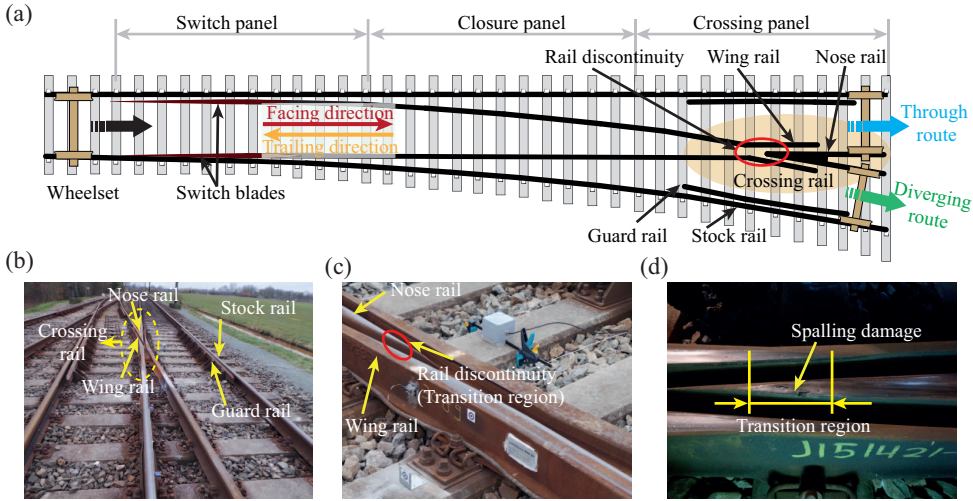 (a)
Switch panel
Closure panel
Crossing panel
Rail discontinuity
Wing rail
Nose rail
Facing direction
Trailing direction
Through
route
Wheelset
Switch blades
Crossing rail
Guard rail
Stock rail
Diverging
route
(b)
Nose rail
Stock rail
Crossing
rail
Wing rail
Guard rail
(c)
Nose rail
Rail discontinuity
(Transition region)
Wing rail
(d)
Spalling damage
Transition region
J151421-